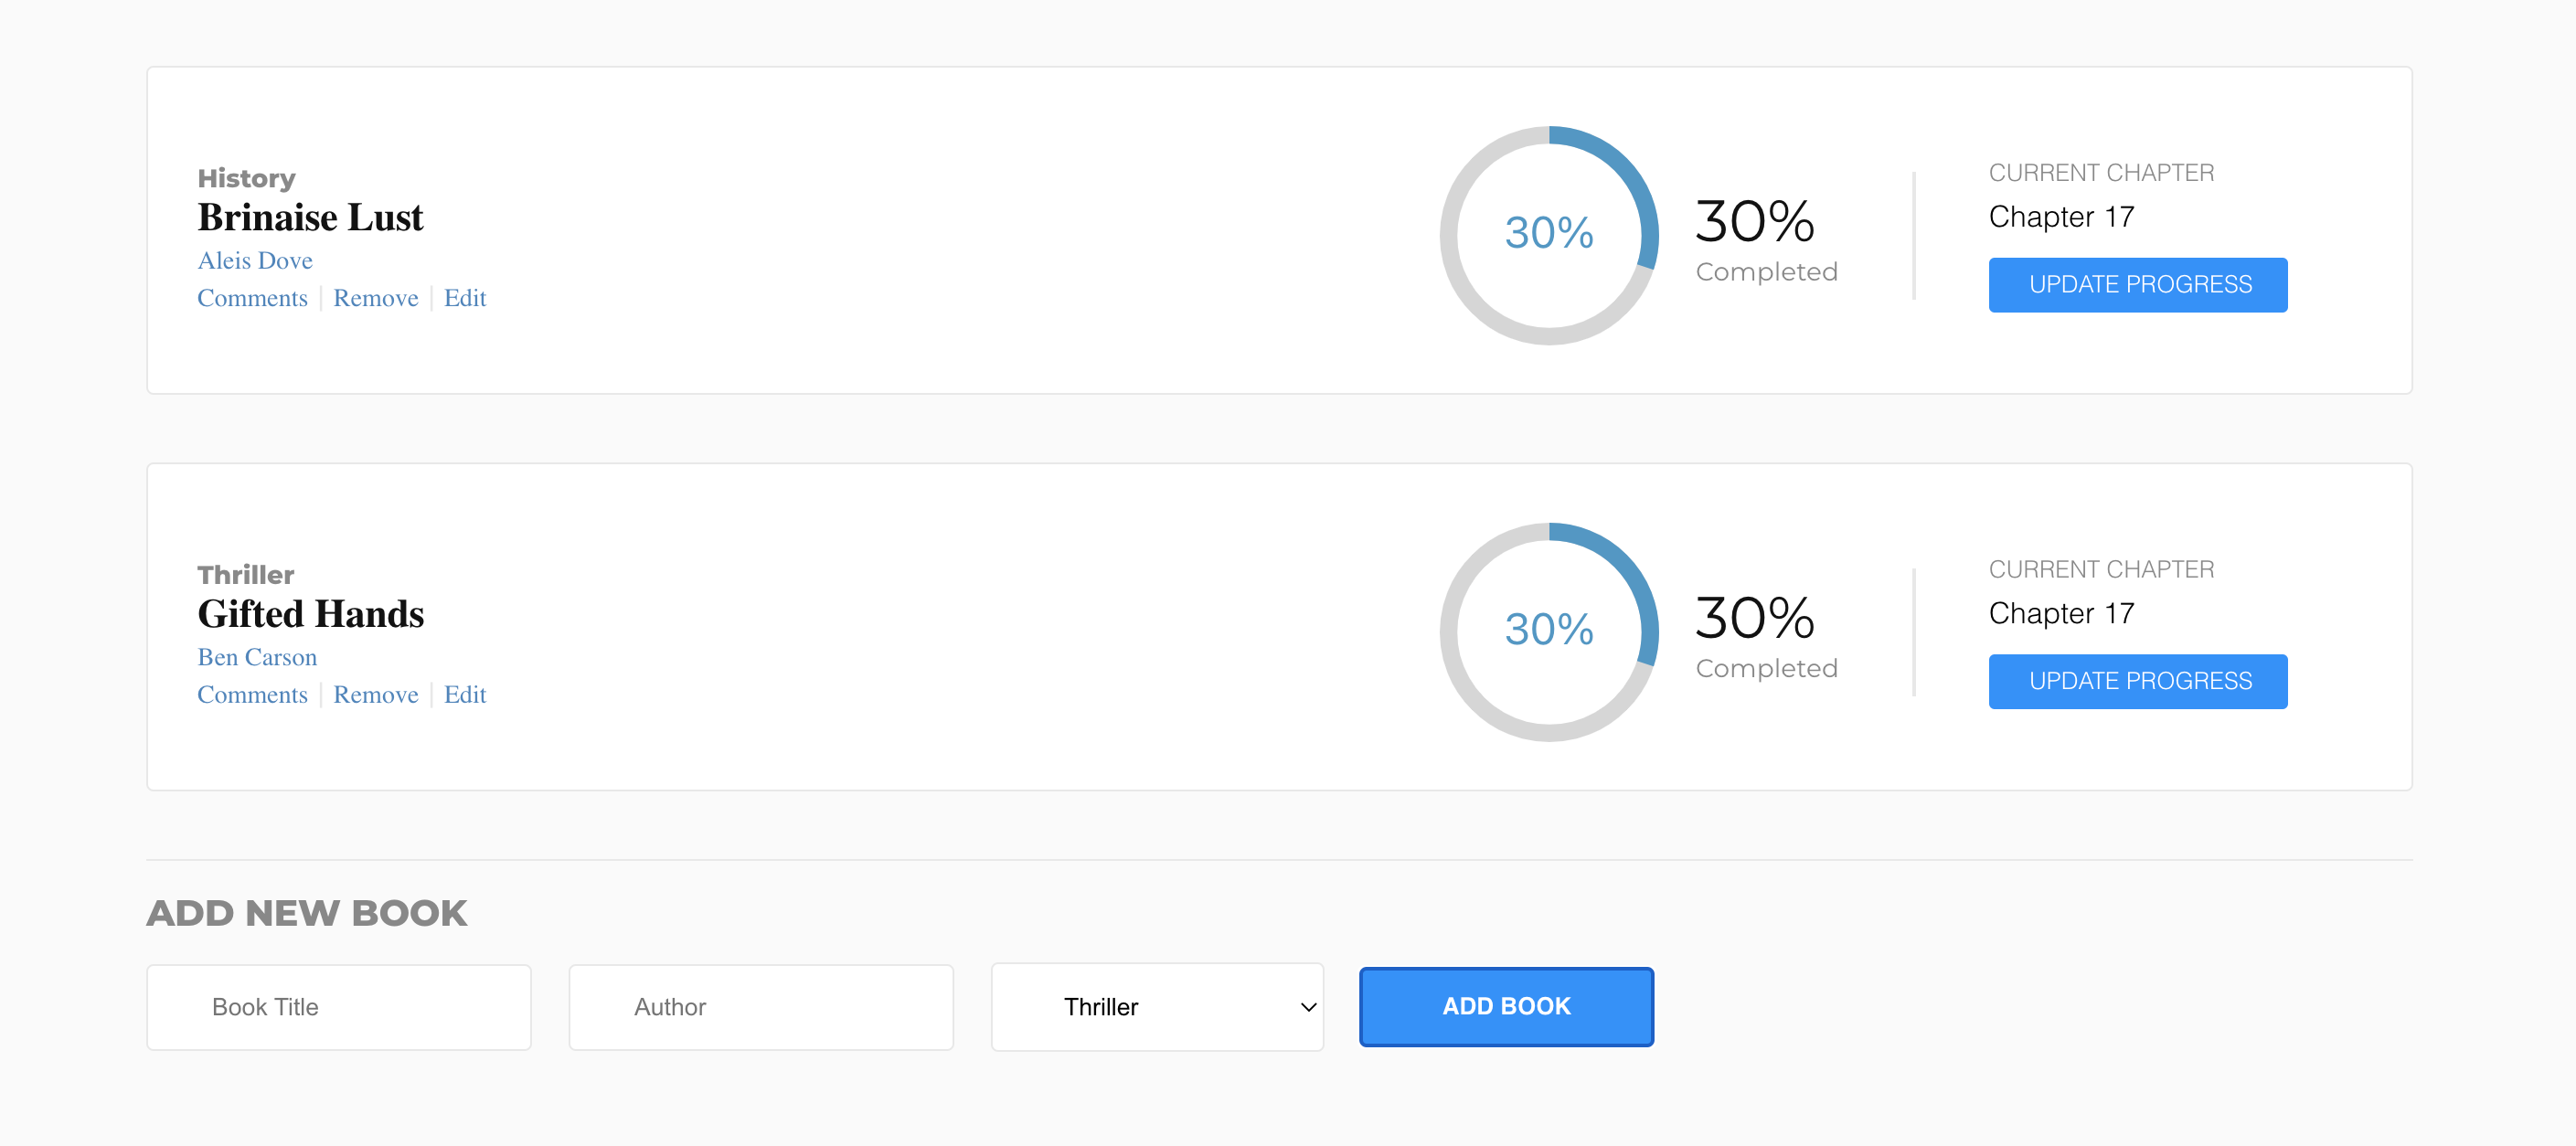 History
Brinaise Lust
Aleis Dove
Comments | Remove | Edit
30%
30%
Completed
CURRENT CHAPTER
Chapter 17
UPDATE PROGRESS
Thriller
Gifted Hands
Ben Carson
Comments | Remove | Edit
30%
30%
Completed
CURRENT CHAPTER
Chapter 17
UPDATE PROGRESS
ADD NEW BOOK
Book Title
Author
Thriller
ADD BOOK